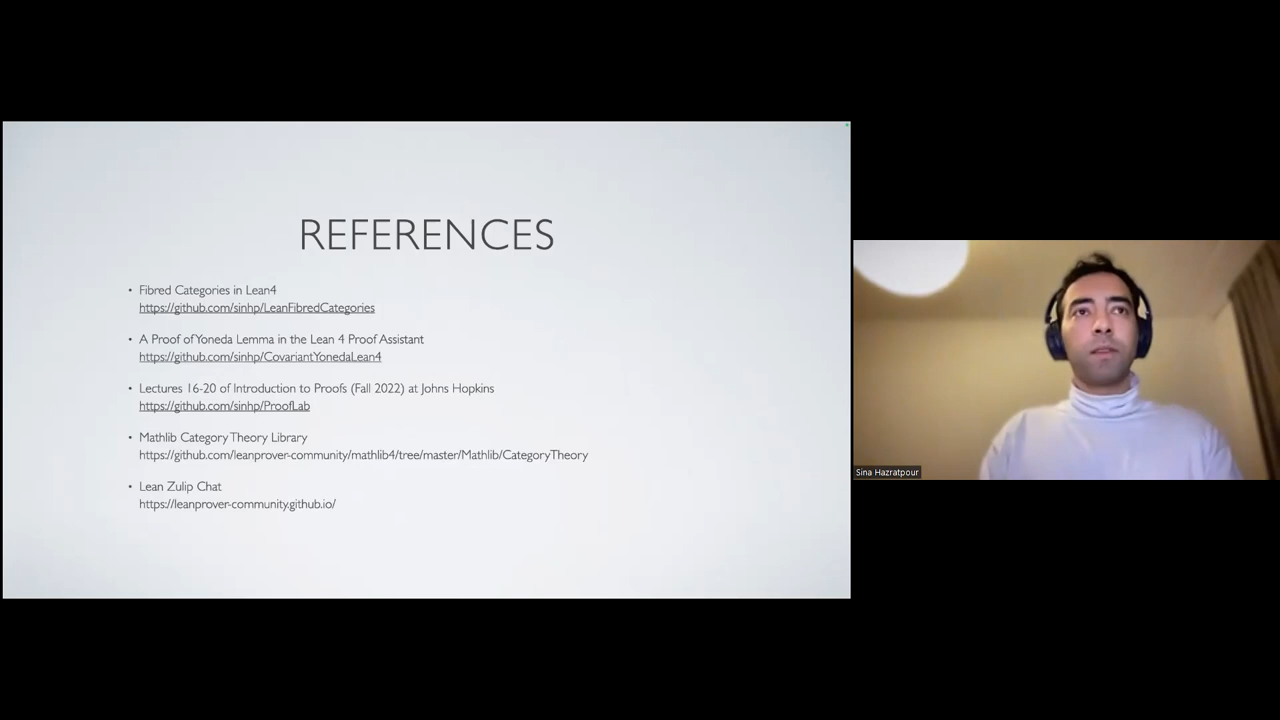 REFERENCES
• Fibred Categories in Lean4
https://github.com/sinhp/LeanFibredCategories
• A Proof of Yoneda Lemma in the Lean 4 Proof Assistant
https://github.com/sinhp/CovariantYonedaLean4
• Lectures 16-20 of Introduction to Proofs (Fall 2022) at Johns Hopkins
https://github.com/sinhp/ProofLab
• Mathlib Category Theory Library
https://github.com/leanprover-community/mathlib4/tree/master/Mathlib/CategoryTheory
• Lean Zulip Chat
https://leanprover-community.github.io/
Sina Hazratpour